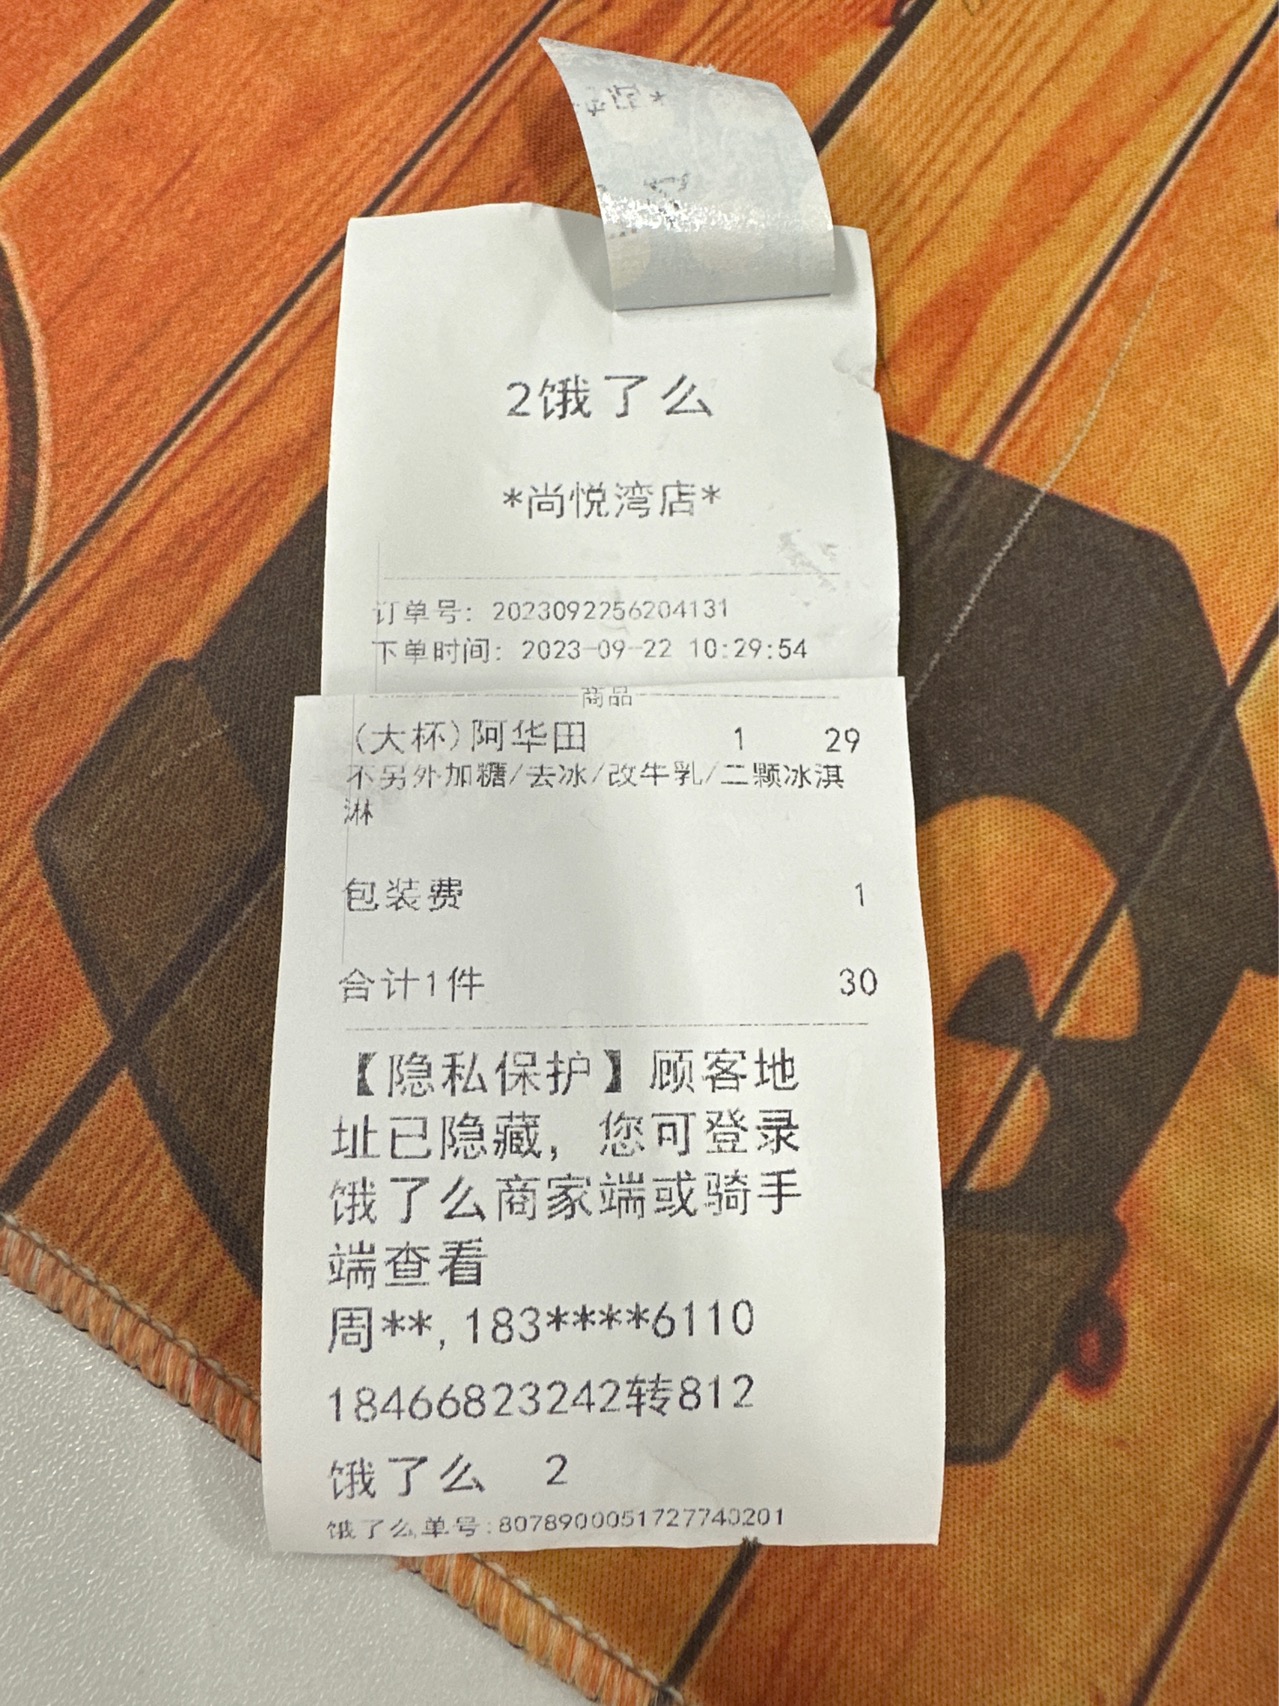 2饿了么
*尚悦湾店*
订单号: 2023092256204131
下单时间: 2023-09-22 10:29:54
商品
(大杯)阿华田 1 29
不另外加糖/去冰/改牛乳/二颗冰淇
淋
包装费 1
合计1件 30
【隐私保护】顾客地
址已隐藏, 您可登录
饿了么商家端或骑手
端查看
周**, 183****6110
18466823242转812
饿了么 2
饿了么单号:8078900051727740201